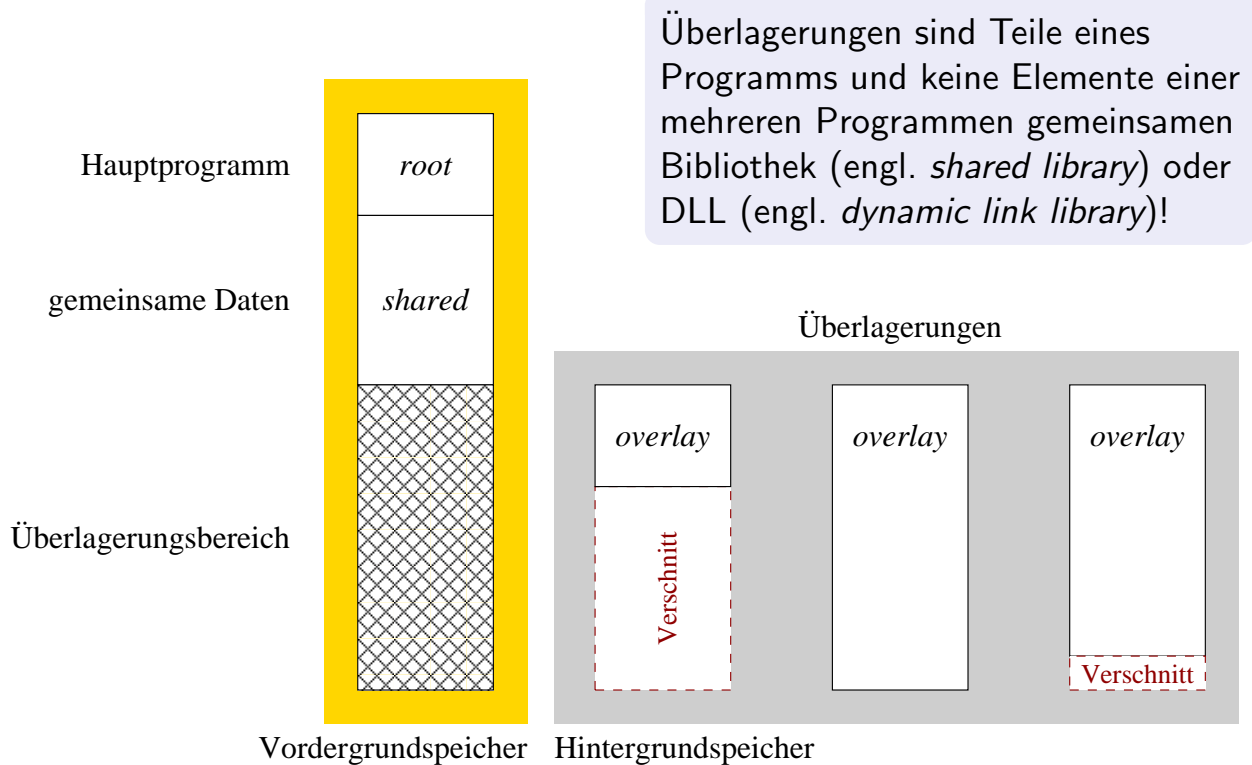 Überlagerungen sind Teile eines
Programms und keine Elemente einer
mehreren Programmen gemeinsamen
Bibliothek (engl. shared library) oder
DLL (engl. dynamic link library)!
Hauptprogramm
root
gemeinsame Daten
shared
Überlagerungen
overlay
overlay
overlay
Überlagerungsbereich
Verschnitt
Verschnitt
Vordergrundspeicher
Hintergrundspeicher